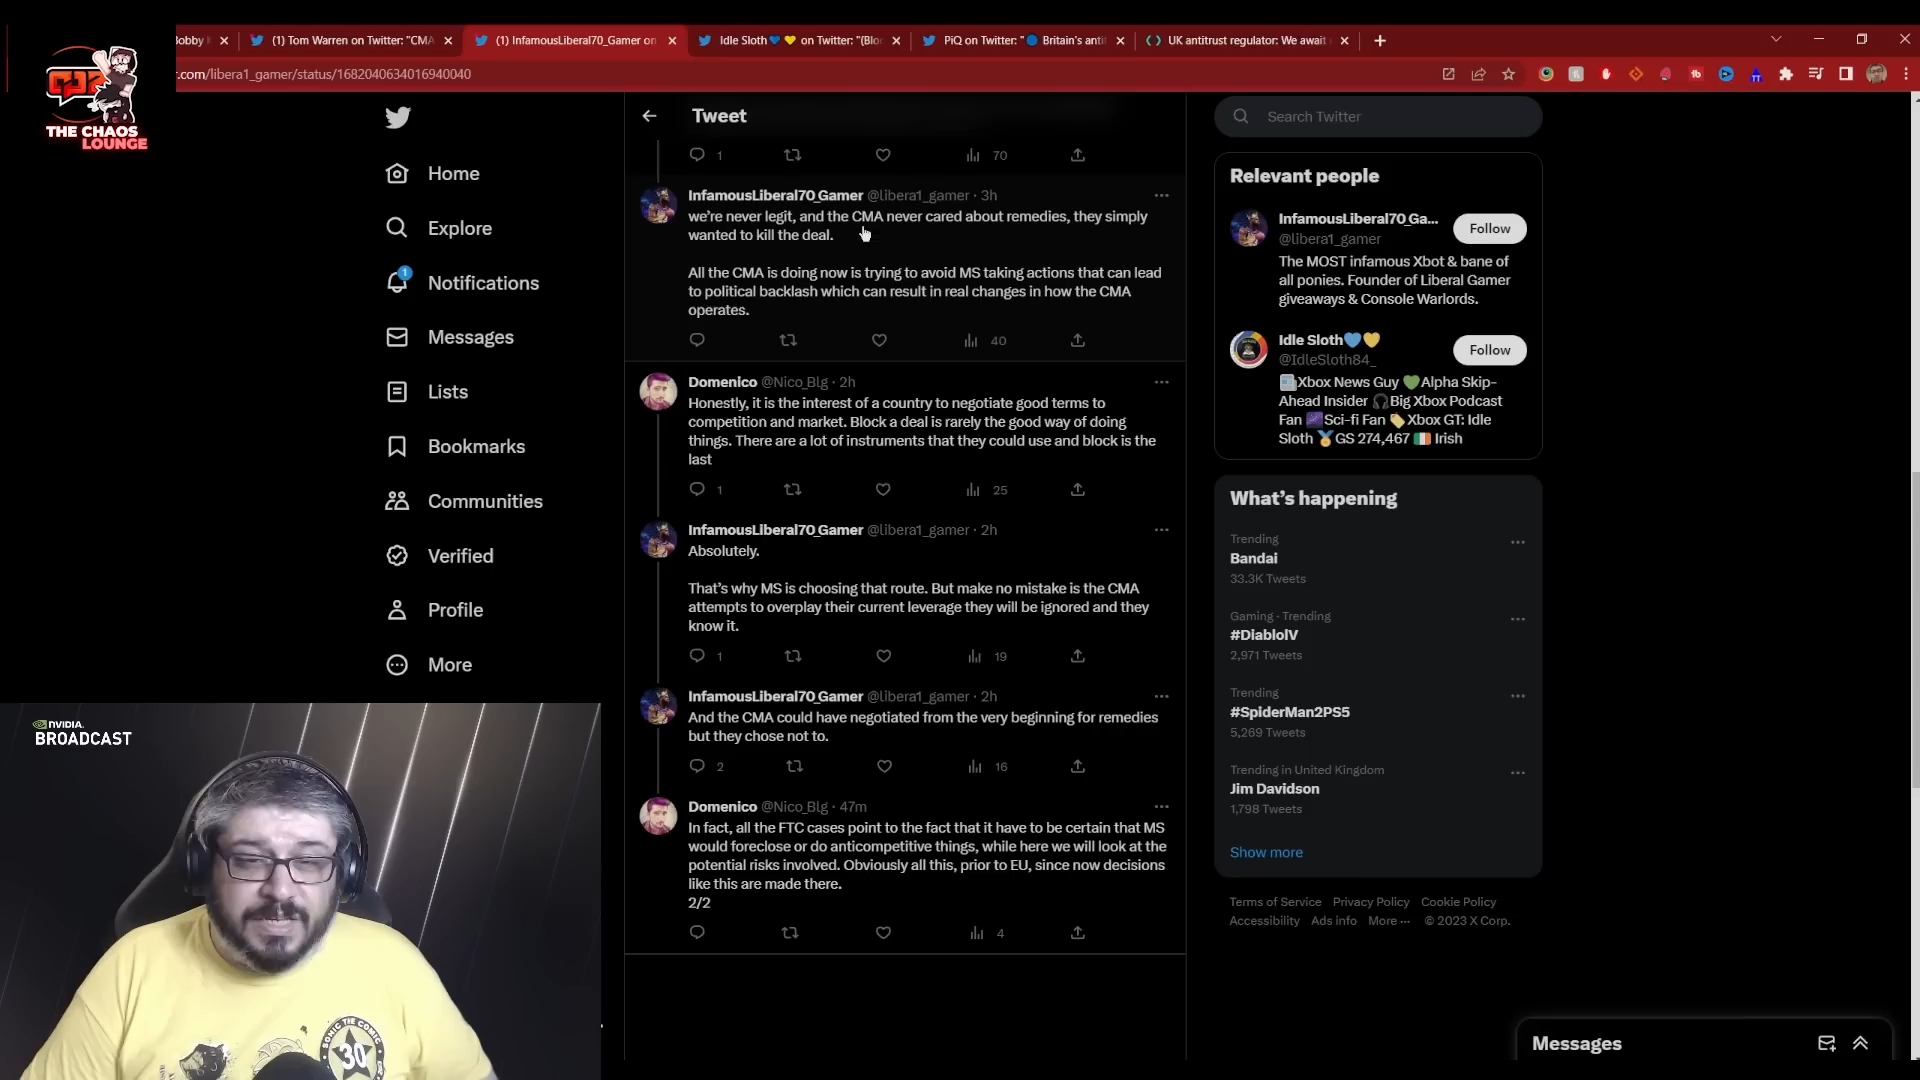 Bobby
(1) Tom Warren on Twitter: "CMA
(1) InfamousLiberal70_Gamer on
Idle Sloth💙💛 on Twitter: "(Bloo
PiQ on Twitter: "🔵 Britain's anti
UK antitrust regulator: We await
r.com/libera1_gamer/status/1682040634016940040
THE CHAOS
LOUNGE
Home
Explore
1
Notifications
Messages
Lists
Bookmarks
Communities
Verified
Profile
More
Tweet
1
70
InfamousLiberal70_Gamer @libera1_gamer · 3h
we're never legit, and the CMA never cared about remedies, they simply
wanted to kill the deal.
All the CMA is doing now is trying to avoid MS taking actions that can lead
to political backlash which can result in real changes in how the CMA
operates.
40
Domenico @Nico_Blg · 2h
Honestly, it is the interest of a country to negotiate good terms to
competition and market. Block a deal is rarely the good way of doing
things. There are a lot of instruments that they could use and block is the
last
1
25
InfamousLiberal70_Gamer @libera1_gamer · 2h
Absolutely.
That's why MS is choosing that route. But make no mistake is the CMA
attempts to overplay their current leverage they will be ignored and they
know it.
1
19
InfamousLiberal70_Gamer @libera1_gamer · 2h
And the CMA could have negotiated from the very beginning for remedies
but they chose not to.
2
16
Domenico @Nico_Blg · 47m
In fact, all the FTC cases point to the fact that it have to be certain that MS
would foreclose or do anticompetitive things, while here we will look at the
potential risks involved. Obviously all this, prior to EU, since now decisions
like this are made there.
2/2
4
Search Twitter
Relevant people
InfamousLiberal70_Ga...
@libera1_gamer
Follow
The MOST infamous Xbot & bane of
all ponies. Founder of Liberal Gamer
giveaways & Console Warlords.
Idle Sloth💙💛
@IdleSloth84_
Follow
📰Xbox News Guy 💚Alpha Skip-
Ahead Insider 🎧Big Xbox Podcast
Fan 🌌Sci-fi Fan 🏷️Xbox GT: Idle
Sloth 🏅GS 274,467 🇮🇪 Irish
What's happening
Trending
Bandai
33.3K Tweets
Gaming · Trending
#DiabloIV
2,971 Tweets
Trending
#SpiderMan2PS5
5,269 Tweets
Trending in United Kingdom
Jim Davidson
1,798 Tweets
Show more
Terms of Service Privacy Policy Cookie Policy
Accessibility Ads info More ··· © 2023 X Corp.
Messages
NVIDIA.
BROADCAST
SONIC THE COMIC
30